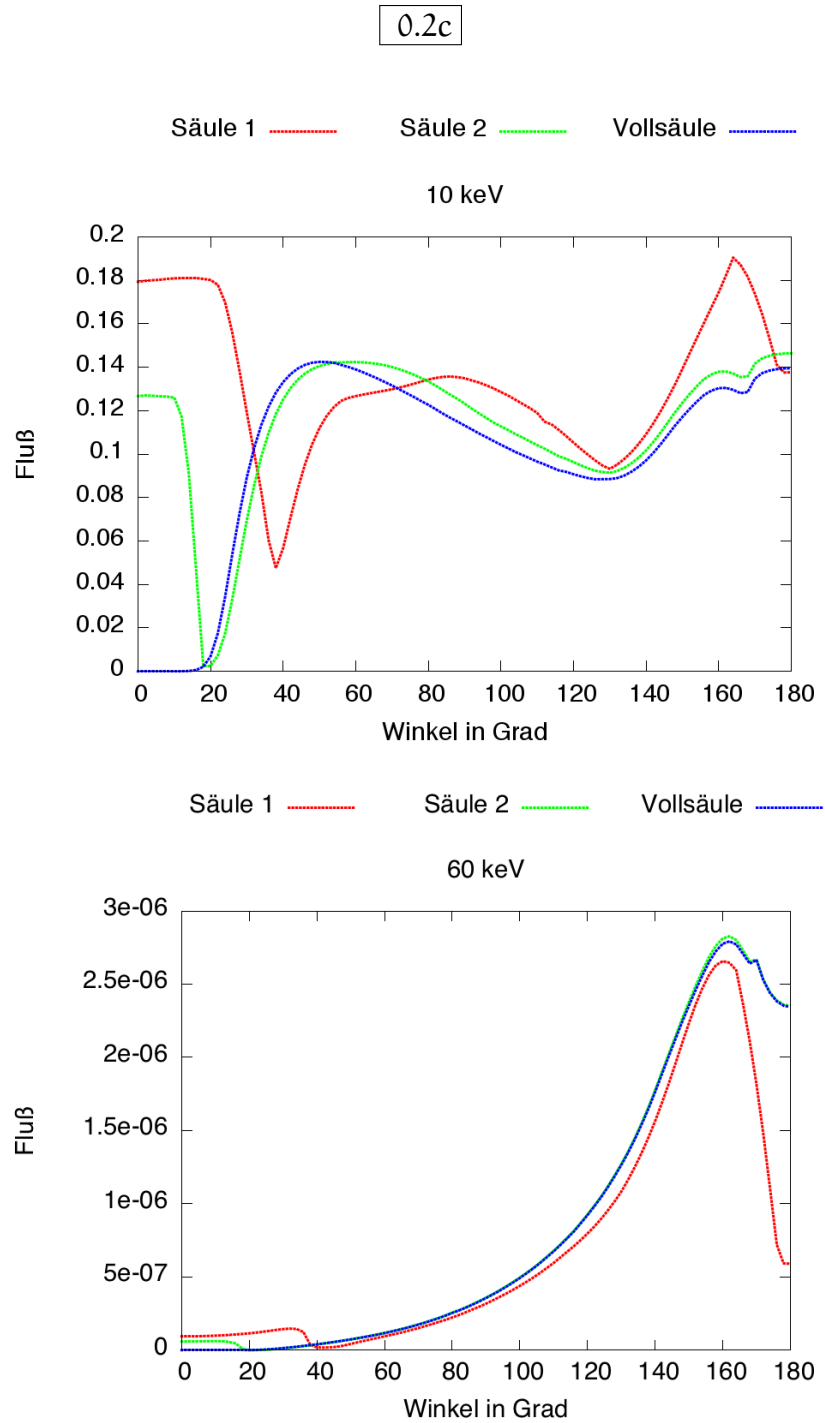 0.2c
Säule 1 Säule 2 Vollsäule
10 keV
0.2
0.18
0.16
0.14
0.12
0.1
0.08
0.06
0.04
0.02
0
Fluß
0 20 40 60 80 100 120 140 160 180
Winkel in Grad
Säule 1 Säule 2 Vollsäule
60 keV
3e-06
2.5e-06
2e-06
1.5e-06
1e-06
5e-07
0
Fluß
0 20 40 60 80 100 120 140 160 180
Winkel in Grad